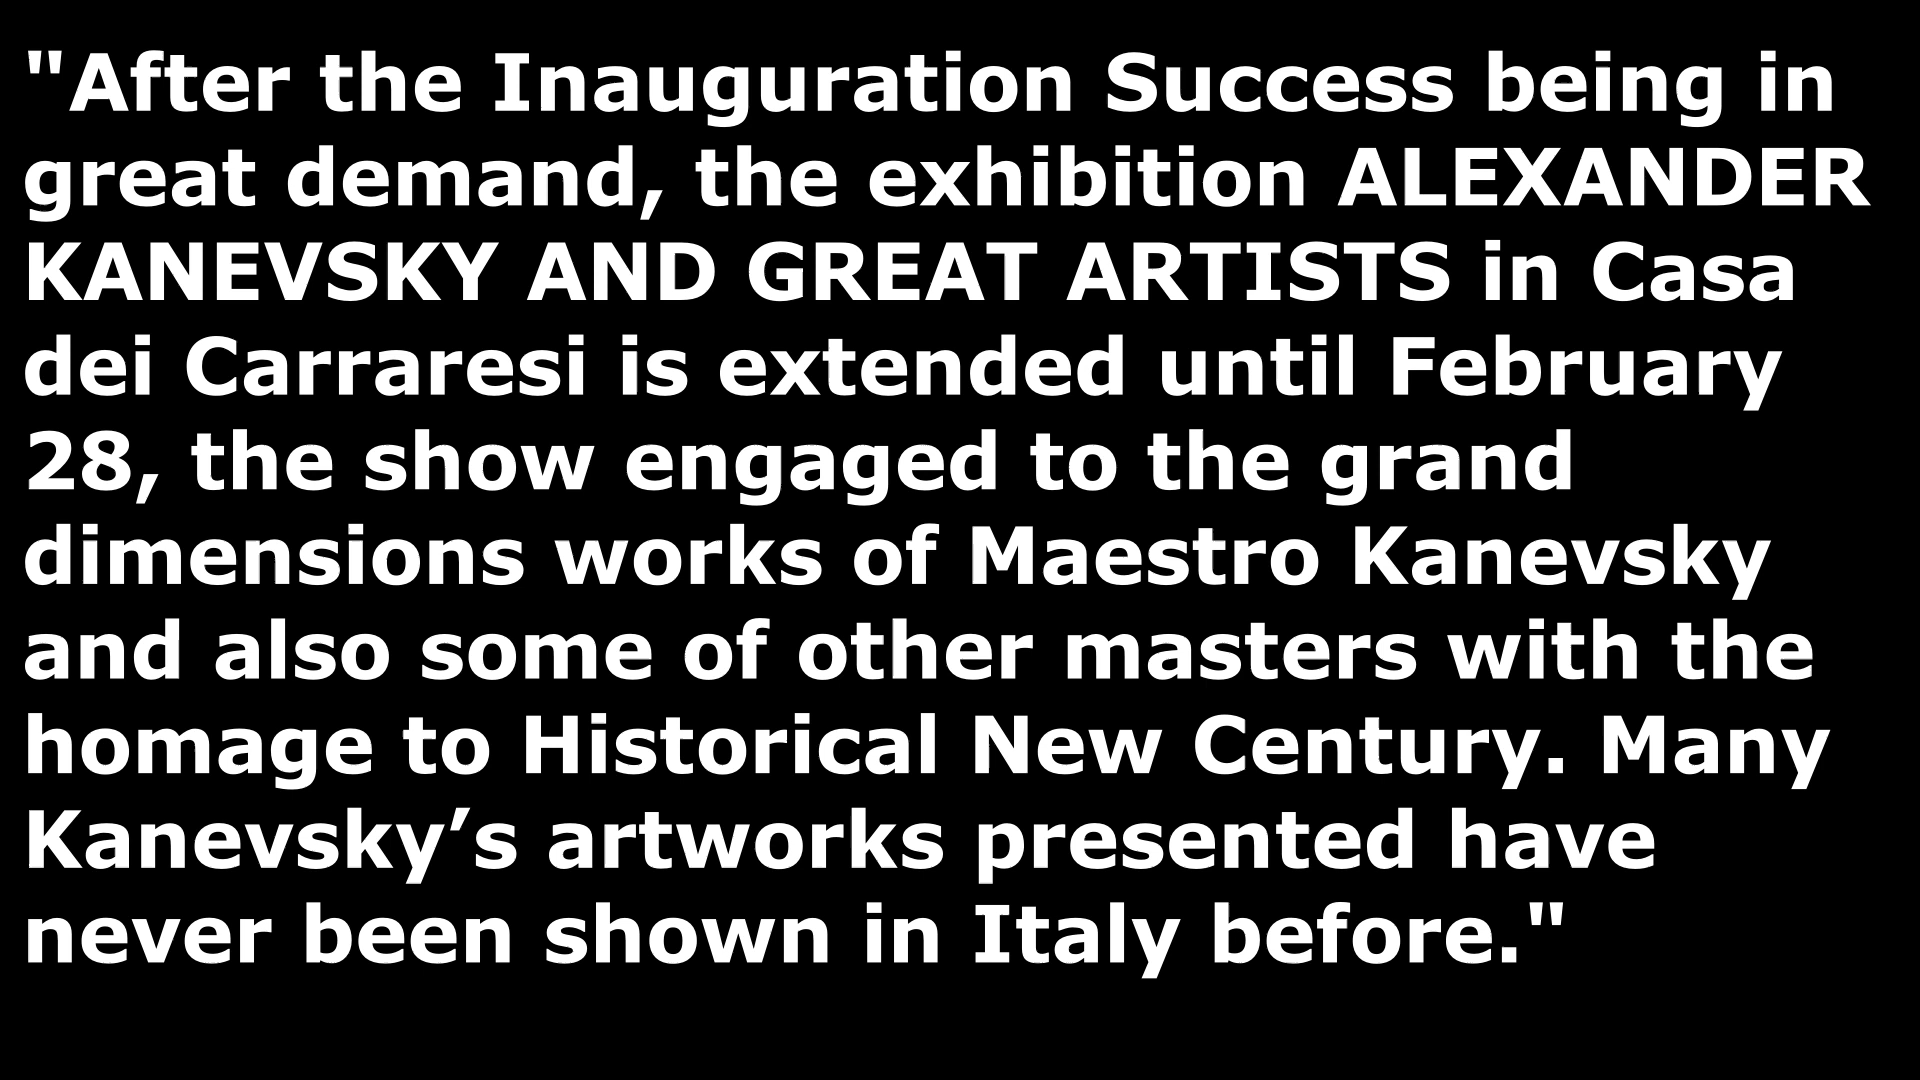 "After the Inauguration Success being in
great demand, the exhibition ALEXANDER
KANEVSKY AND GREAT ARTISTS in Casa
dei Carraresi is extended until February
28, the show engaged to the grand
dimensions works of Maestro Kanevsky
and also some of other masters with the
homage to Historical New Century. Many
Kanevsky’s artworks presented have
never been shown in Italy before."